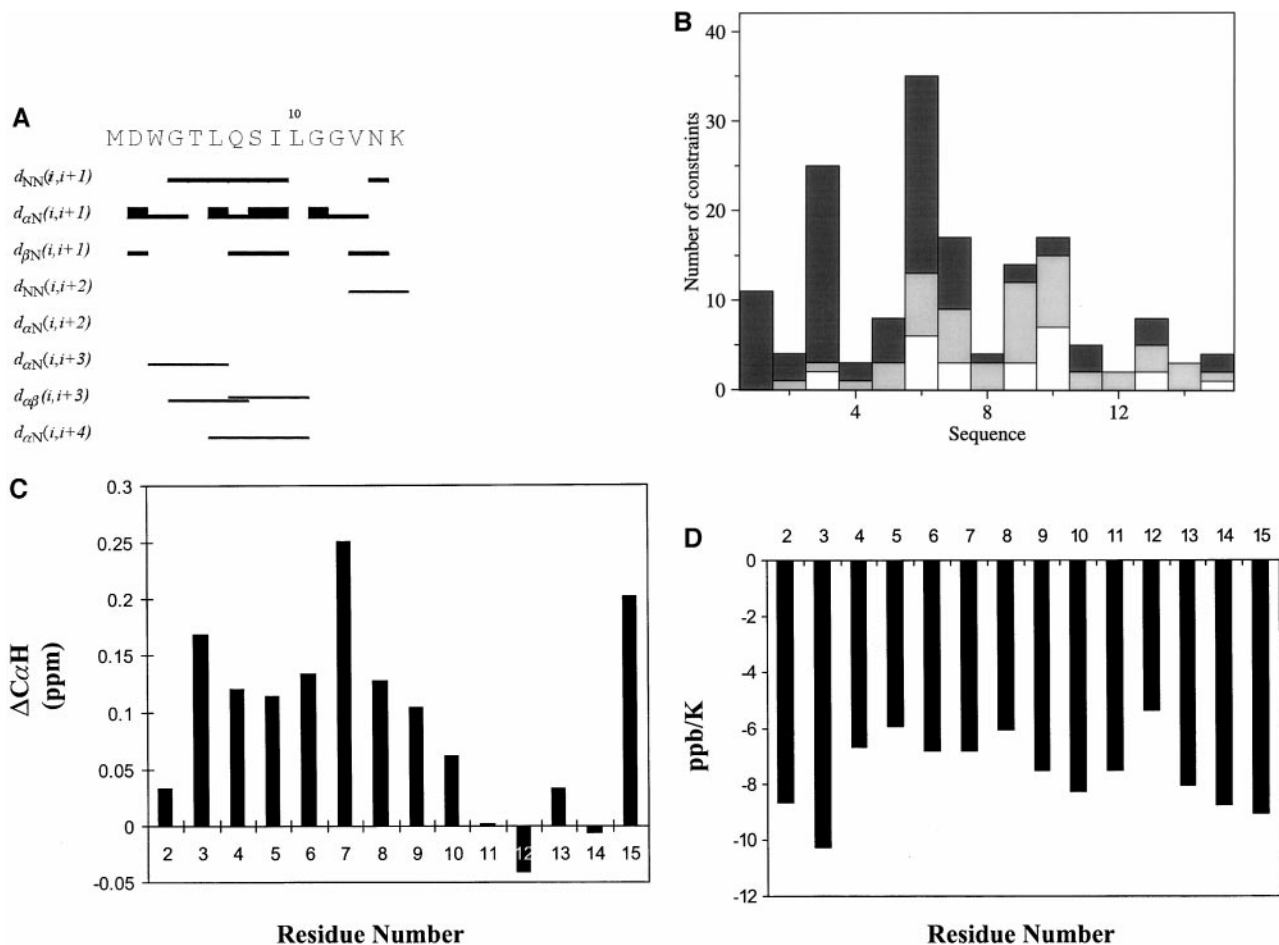 A
10
MDWGTLQSILGGVNK
dNN(i,i+1)
dαN(i,i+1)
dβN(i,i+1)
dNN(i,i+2)
dαN(i,i+2)
dαN(i,i+3)
dαβ(i,i+3)
dαN(i,i+4)
B
40
30
20
10
0
Number of constraints
4 8 12
Sequence
C
0.3
0.25
0.2
0.15
0.1
0.05
0
-0.05
ΔCαH
(ppm)
2 3 4 5 6 7 8 9 10 11 12 13 14 15
Residue Number
D
2 3 4 5 6 7 8 9 10 11 12 13 14 15
0
-2
-4
-6
-8
-10
-12
ppb/K
Residue Number